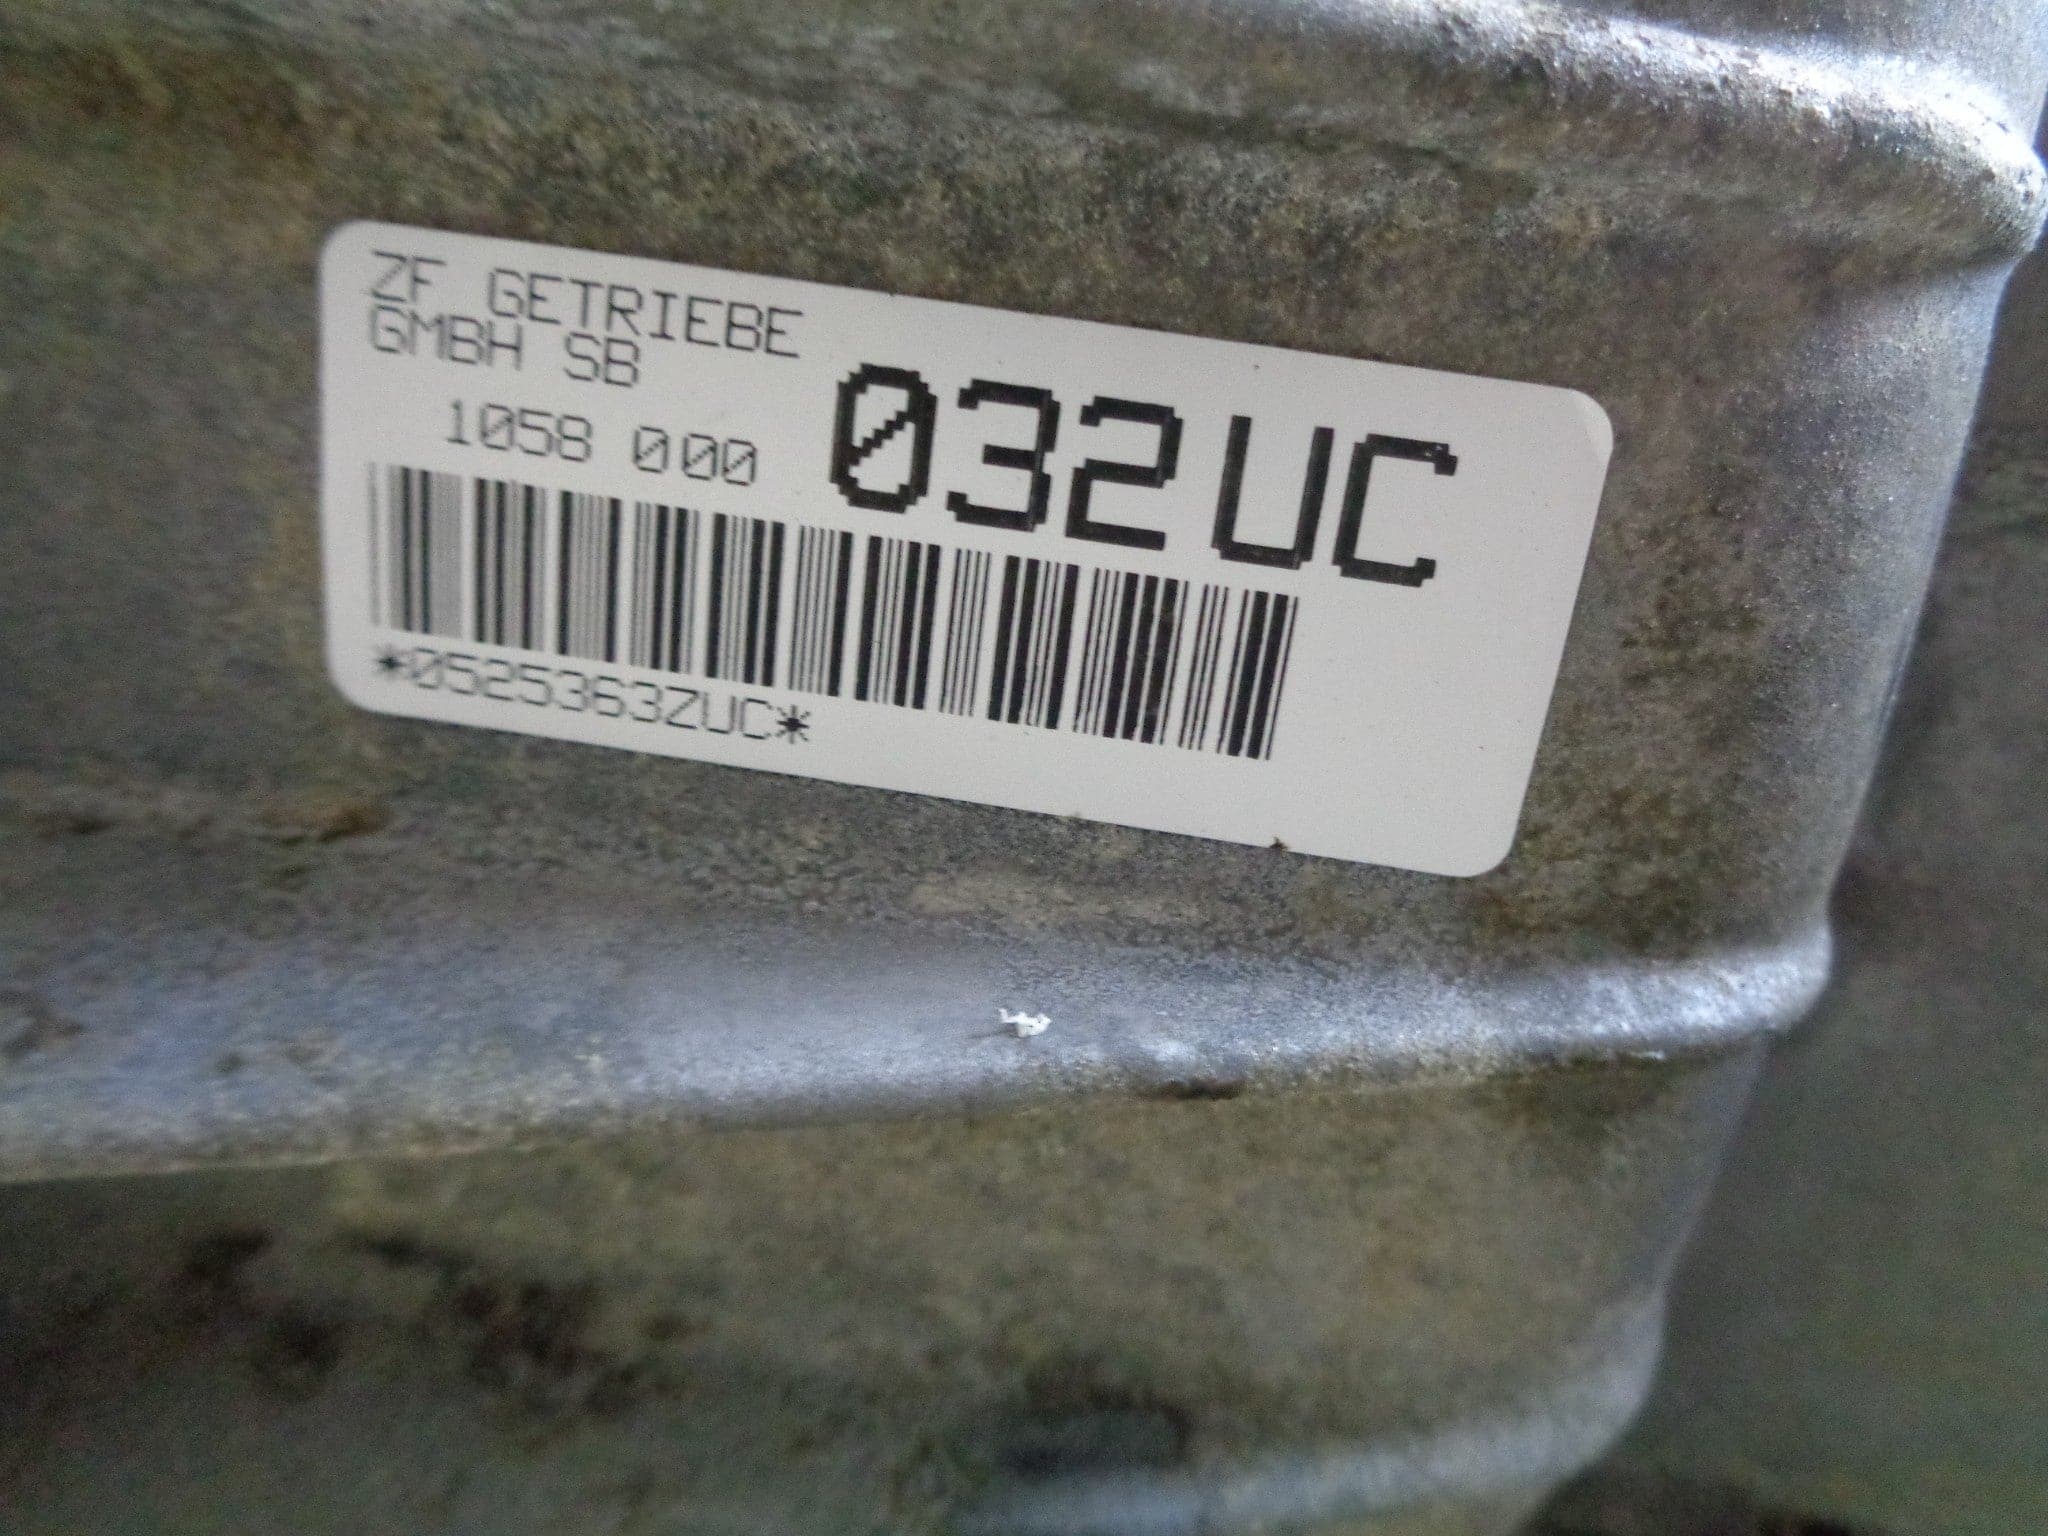 ZF GETRIEBE
GMBH SB
1058 000 032UC
*0525363ZUC*